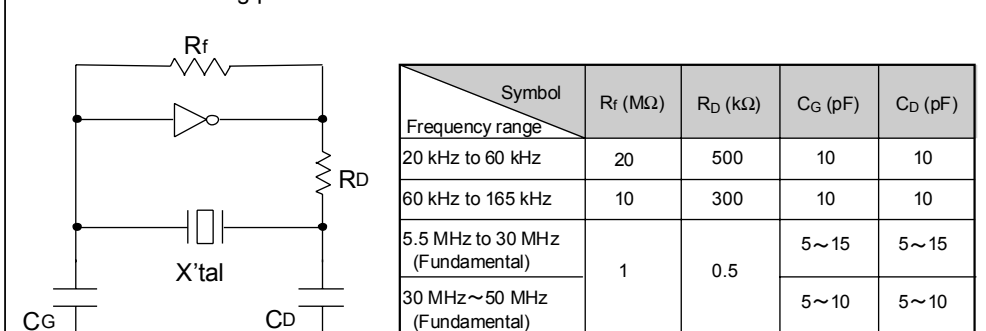 Rf
RD
X'tal
CG
CD
Symbol
Frequency range
Rf (MΩ)
RD (kΩ)
CG (pF)
CD (pF)
20 kHz to 60 kHz 20 500 10 10
60 kHz to 165 kHz 10 300 10 10
5.5 MHz to 30 MHz
(Fundamental)
1 0.5
5～15 5～15
30 MHz～50 MHz
(Fundamental)
5～10 5～10